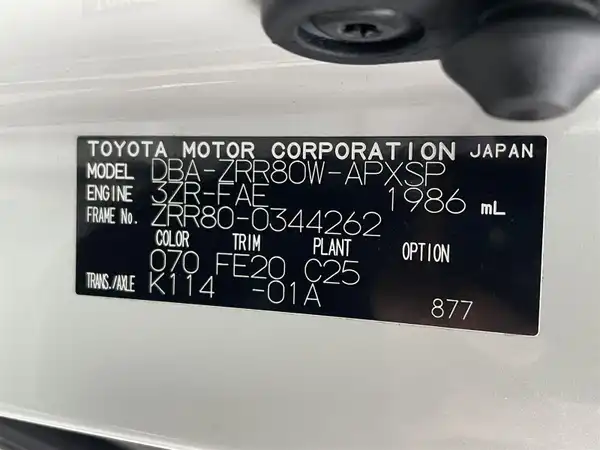 TOYOTA MOTOR CORPORATION JAPAN
MODEL DBA-ZRR80W-APXSP
ENGINE 3ZR-FAE 1986 mL
FRAME No. ZRR80-0344262
COLOR TRIM PLANT OPTION
070 FE20 C25
TRANS./AXLE K114 -01A
877